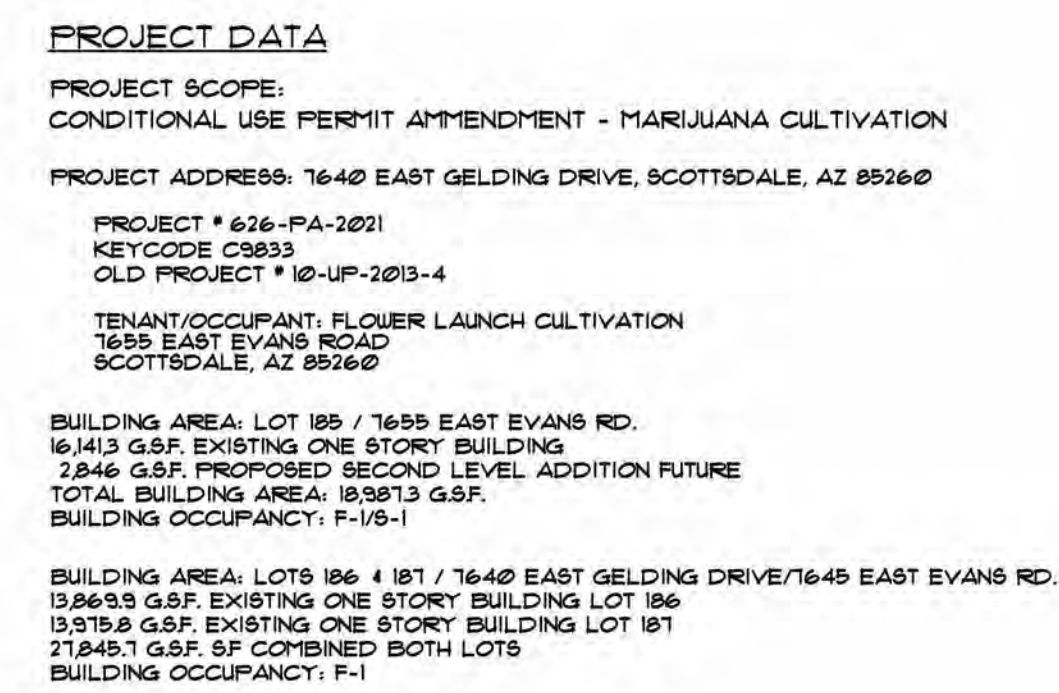 PROJECT DATA
PROJECT SCOPE:
CONDITIONAL USE PERMIT AMMENDMENT - MARIJUANA CULTIVATION
PROJECT ADDRESS: 7640 EAST GELDING DRIVE, SCOTTSDALE, AZ 85260
PROJECT # 626-PA-2021
KEYCODE C9833
OLD PROJECT # 10-UP-2013-4
TENANT/OCCUPANT: FLOWER LAUNCH CULTIVATION
7655 EAST EVANS ROAD
SCOTTSDALE, AZ 85260
BUILDING AREA: LOT 185 / 7655 EAST EVANS RD.
16,141.3 G.S.F. EXISTING ONE STORY BUILDING
2,846 G.S.F. PROPOSED SECOND LEVEL ADDITION FUTURE
TOTAL BUILDING AREA: 18,987.3 G.S.F.
BUILDING OCCUPANCY: F-1/S-1
BUILDING AREA: LOTS 186 & 187 / 7640 EAST GELDING DRIVE/7645 EAST EVANS RD.
13,869.9 G.S.F. EXISTING ONE STORY BUILDING LOT 186
13,975.8 G.S.F. EXISTING ONE STORY BUILDING LOT 187
27,845.7 G.S.F. SF COMBINED BOTH LOTS
BUILDING OCCUPANCY: F-1